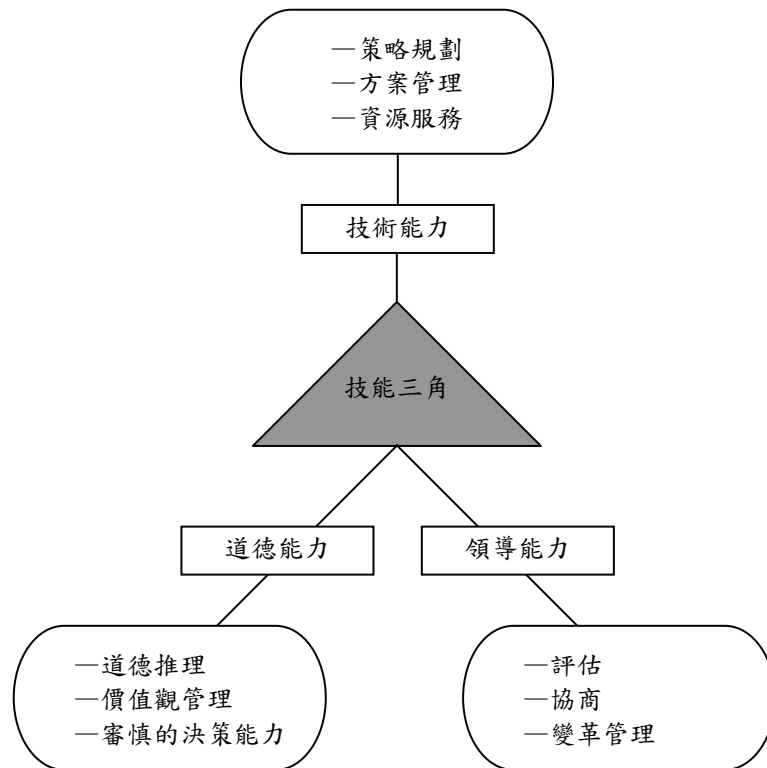 —策略規劃
—方案管理
—資源服務
技術能力
技能三角
道德能力
領導能力
—道德推理
—價值觀管理
—審慎的決策能力
—評估
—協商
—變革管理